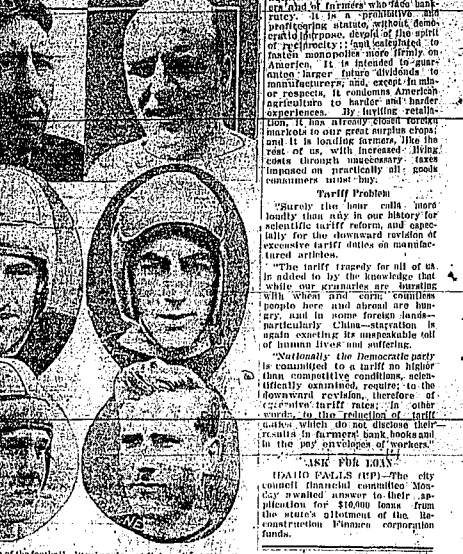 ers and of farmers who face bank-
ruptcy. It is a prohibitive and
profiteering statute, without demo-
cratic purpose, devoid of the spirit
of reciprocity; and calculated to
fasten monopolies more firmly on
America. It is intended to guar-
antee larger future dividends to
manufacturers, and, except in min-
or respects, it condemns American
agriculture to harder and harder
experiences. By inviting retalia-
tion, it has already closed foreign
markets to our great surplus crops;
and it is loading farmers, like the
rest of us, with increased living
costs through unnecessary taxes
imposed on practically all goods
consumers must buy.
Tariff Problem
"Surely the hour calls more
loudly than any in our history for
scientific tariff reform, and espec-
ially for the downward revision of
excessive tariff duties on manufac-
tured articles.
"The tariff tragedy for all of us
is added to by the knowledge that
while our granaries are bursting
with wheat and corn, countless
people here and abroad are hun-
gry, and in some foreign lands—
particularly China—starvation is
again exacting its unspeakable toll
of human lives and suffering.
"Nationally the Democratic party
is committed to a tariff no higher
than competitive conditions, scien-
tifically examined, require; to the
downward revision, therefore of
excessive tariff rates; in other
words, to the reduction of tariff
duties which do not disclose their
results in farmers' bank books and
in the pay envelopes of workers."
ASK FOR LOAN
IDAHO FALLS (UP)—The city
council financial committee Mon-
day awaited answer to their ap-
plication for $10,000 loans from
the state's allotment of the Re-
construction Finance corporation
funds.
of the football